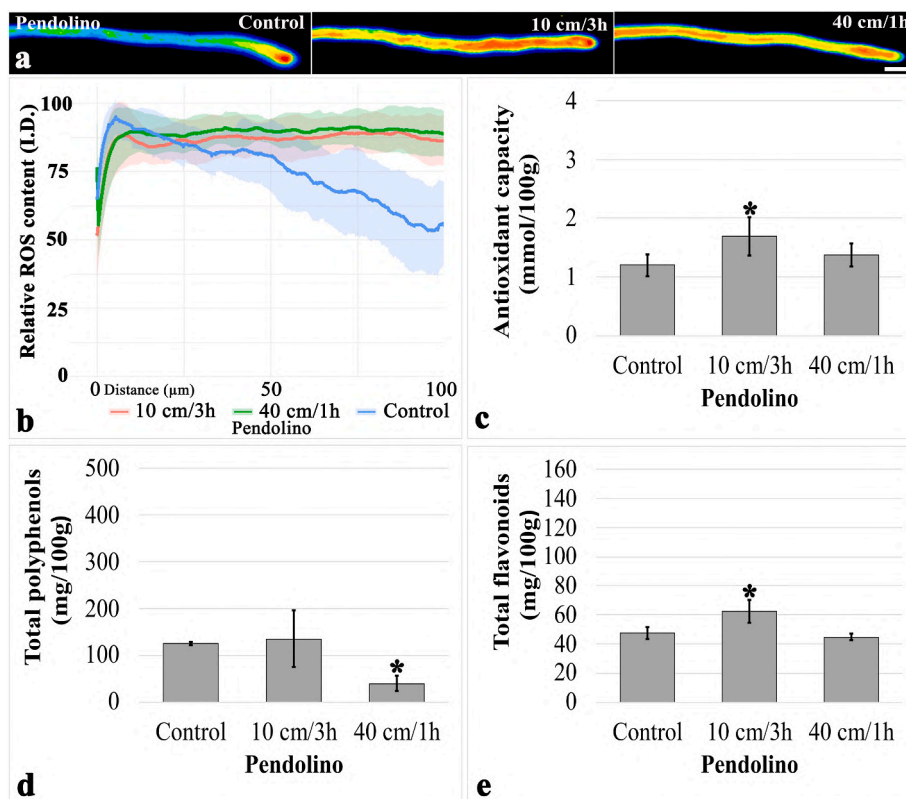 Pendolino
Control
10 cm/3h
40 cm/1h
a
Relative ROS content (I.D.)
100
75
50
25
0
0
Distance (µm)
50
100
10 cm/3h
40 cm/1h
Control
Pendolino
b
Antioxidant capacity
(mmol/100g)
4
3
2
1
0
*
Control
10 cm/3h
40 cm/1h
Pendolino
c
Total polyphenols
(mg/100g)
500
400
300
200
100
0
*
Control
10 cm/3h
40 cm/1h
Pendolino
d
Total flavonoids
(mg/100g)
160
140
120
100
80
60
40
20
0
*
Control
10 cm/3h
40 cm/1h
Pendolino
e